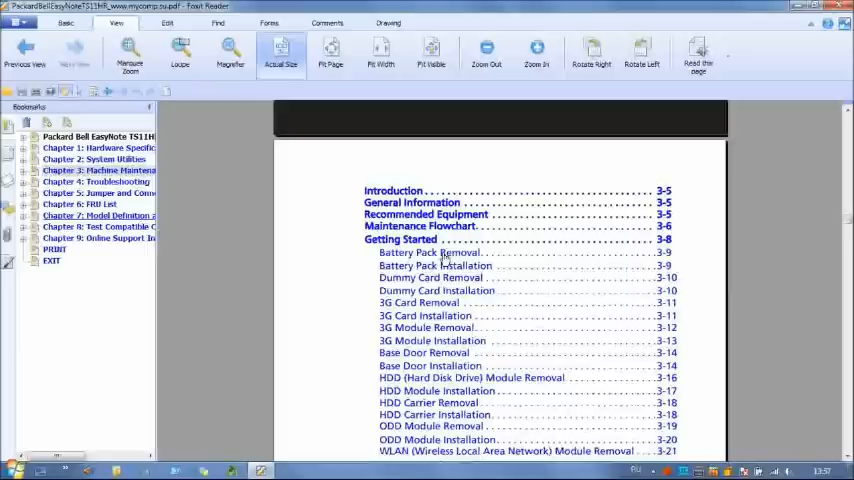 PackardBellEasyNoteTS11HR_www.mycomp.su.pdf - Foxit Reader
Basic View Edit Find Forms Comments Drawing
Previous View Marquee Zoom Loupe Magnifier Actual Size Fit Page Fit Width Fit Visible Zoom Out Zoom In Rotate Right Rotate Left Read this page
Bookmarks
Packard Bell EasyNote TS11H
Chapter 1: Hardware Specific
Chapter 2: System Utilities
Chapter 3: Machine Maintena
Chapter 4: Troubleshooting
Chapter 5: Jumper and Conn
Chapter 6: FRU List
Chapter 7: Model Definition a
Chapter 8: Test Compatible C
Chapter 9: Online Support In
PRINT
EXIT
Introduction . . . . . . . . . . . . . . . . . . . . . . . . . . . . . . . . . . . . 3-5
General Information . . . . . . . . . . . . . . . . . . . . . . . . . . . . . . 3-5
Recommended Equipment . . . . . . . . . . . . . . . . . . . . . . . . . 3-5
Maintenance Flowchart. . . . . . . . . . . . . . . . . . . . . . . . . . . . 3-6
Getting Started . . . . . . . . . . . . . . . . . . . . . . . . . . . . . . . . . 3-8
Battery Pack Removal. . . . . . . . . . . . . . . . . . . . . . . . . . . 3-9
Battery Pack Installation . . . . . . . . . . . . . . . . . . . . . . . . . 3-9
Dummy Card Removal . . . . . . . . . . . . . . . . . . . . . . . . . . 3-10
Dummy Card Installation . . . . . . . . . . . . . . . . . . . . . . . . 3-10
3G Card Removal . . . . . . . . . . . . . . . . . . . . . . . . . . . . . 3-11
3G Card Installation . . . . . . . . . . . . . . . . . . . . . . . . . . . 3-11
3G Module Removal. . . . . . . . . . . . . . . . . . . . . . . . . . . 3-12
3G Module Installation . . . . . . . . . . . . . . . . . . . . . . . . . 3-13
Base Door Removal . . . . . . . . . . . . . . . . . . . . . . . . . . . 3-14
Base Door Installation . . . . . . . . . . . . . . . . . . . . . . . . . 3-14
HDD (Hard Disk Drive) Module Removal . . . . . . . . . . . . . . 3-16
HDD Module Installation . . . . . . . . . . . . . . . . . . . . . . . . 3-17
HDD Carrier Removal . . . . . . . . . . . . . . . . . . . . . . . . . . 3-18
HDD Carrier Installation. . . . . . . . . . . . . . . . . . . . . . . . . 3-18
ODD Module Removal . . . . . . . . . . . . . . . . . . . . . . . . . 3-19
ODD Module Installation . . . . . . . . . . . . . . . . . . . . . . . . 3-20
WLAN (Wireless Local Area Network) Module Removal . . . . 3-21
RU 13:57